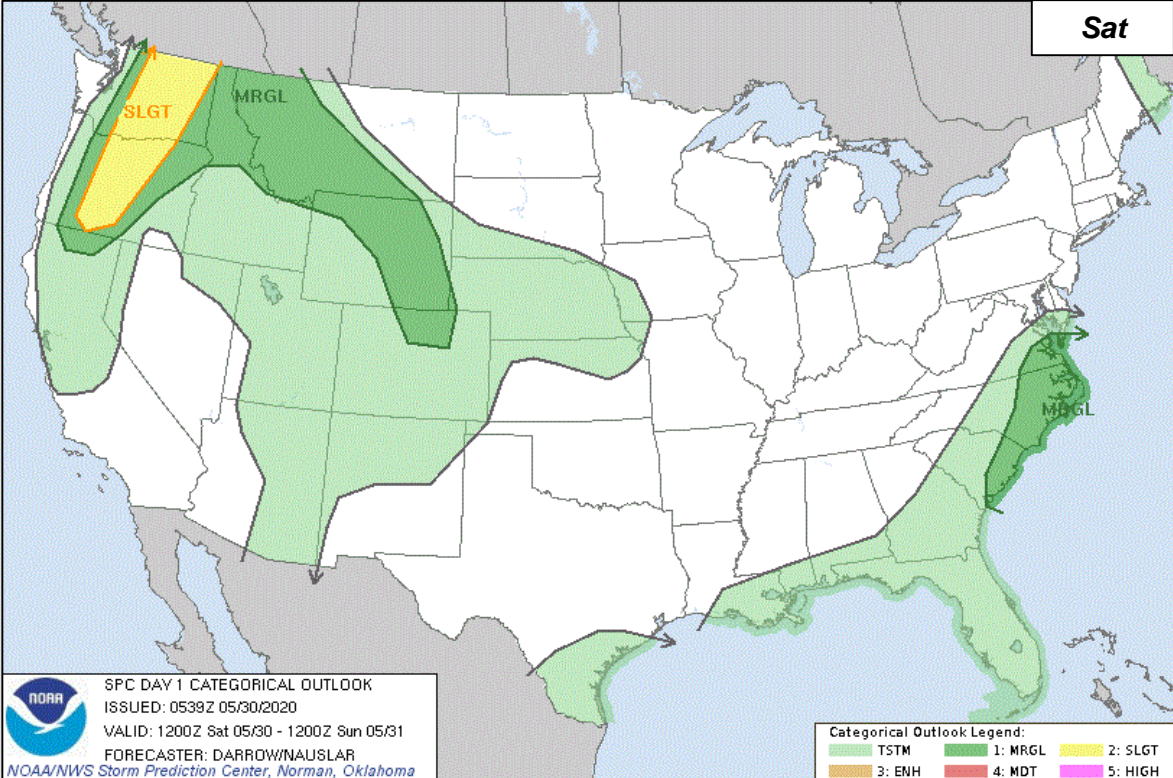 Sat
SLGT
MRGL
MRGL
NOAA
SPC DAY 1 CATEGORICAL OUTLOOK
ISSUED: 0539Z 05/30/2020
VALID: 1200Z Sat 05/30 - 1200Z Sun 05/31
FORECASTER: DARROW/NAUSLAR
NOAA/NWS Storm Prediction Center, Norman, Oklahoma
Categorical Outlook Legend:
TSTM 1: MRGL 2: SLGT
3: ENH 4: MDT 5: HIGH